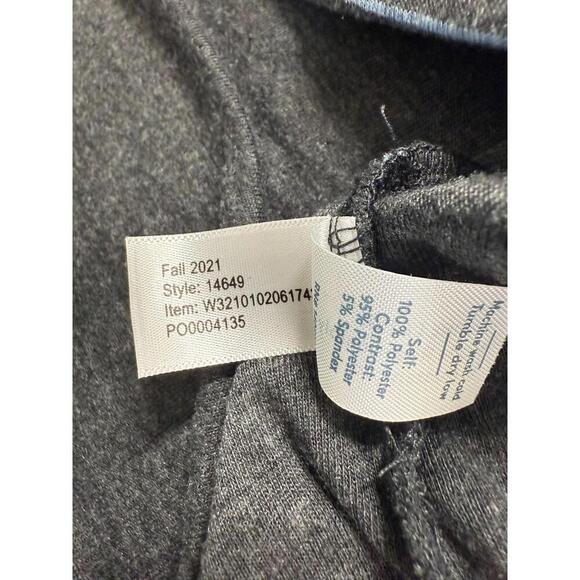 Fall 2021
Style: 14649
Item: W321010206174
PO0004135
Self:
100% Polyester
Contrast:
95% Polyester
5% Spandex
Machine wash cold
Tumble dry low